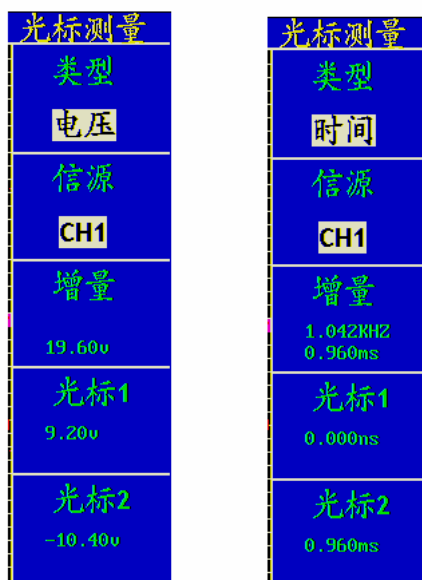 光标测量
类型
电压
信源
CH1
增量
19.60v
光标1
9.20v
光标2
-10.40v
光标测量
类型
时间
信源
CH1
增量
1.042KHZ
0.960ms
光标1
0.000ns
光标2
0.960ms